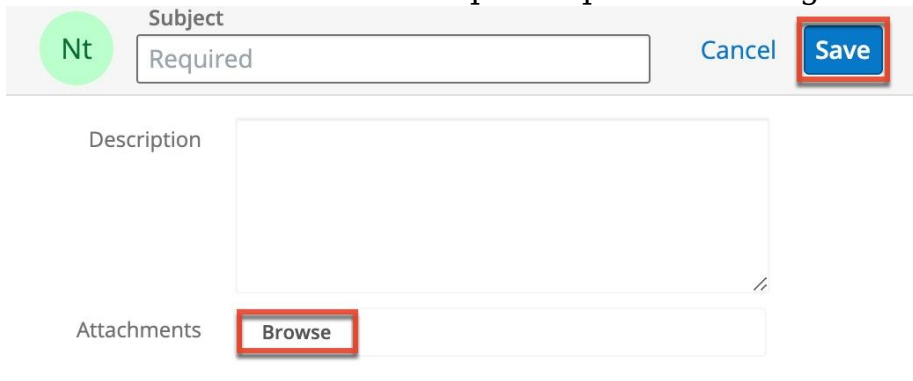 Subject
Nt
Required
Cancel
Save
Description
Attachments
Browse